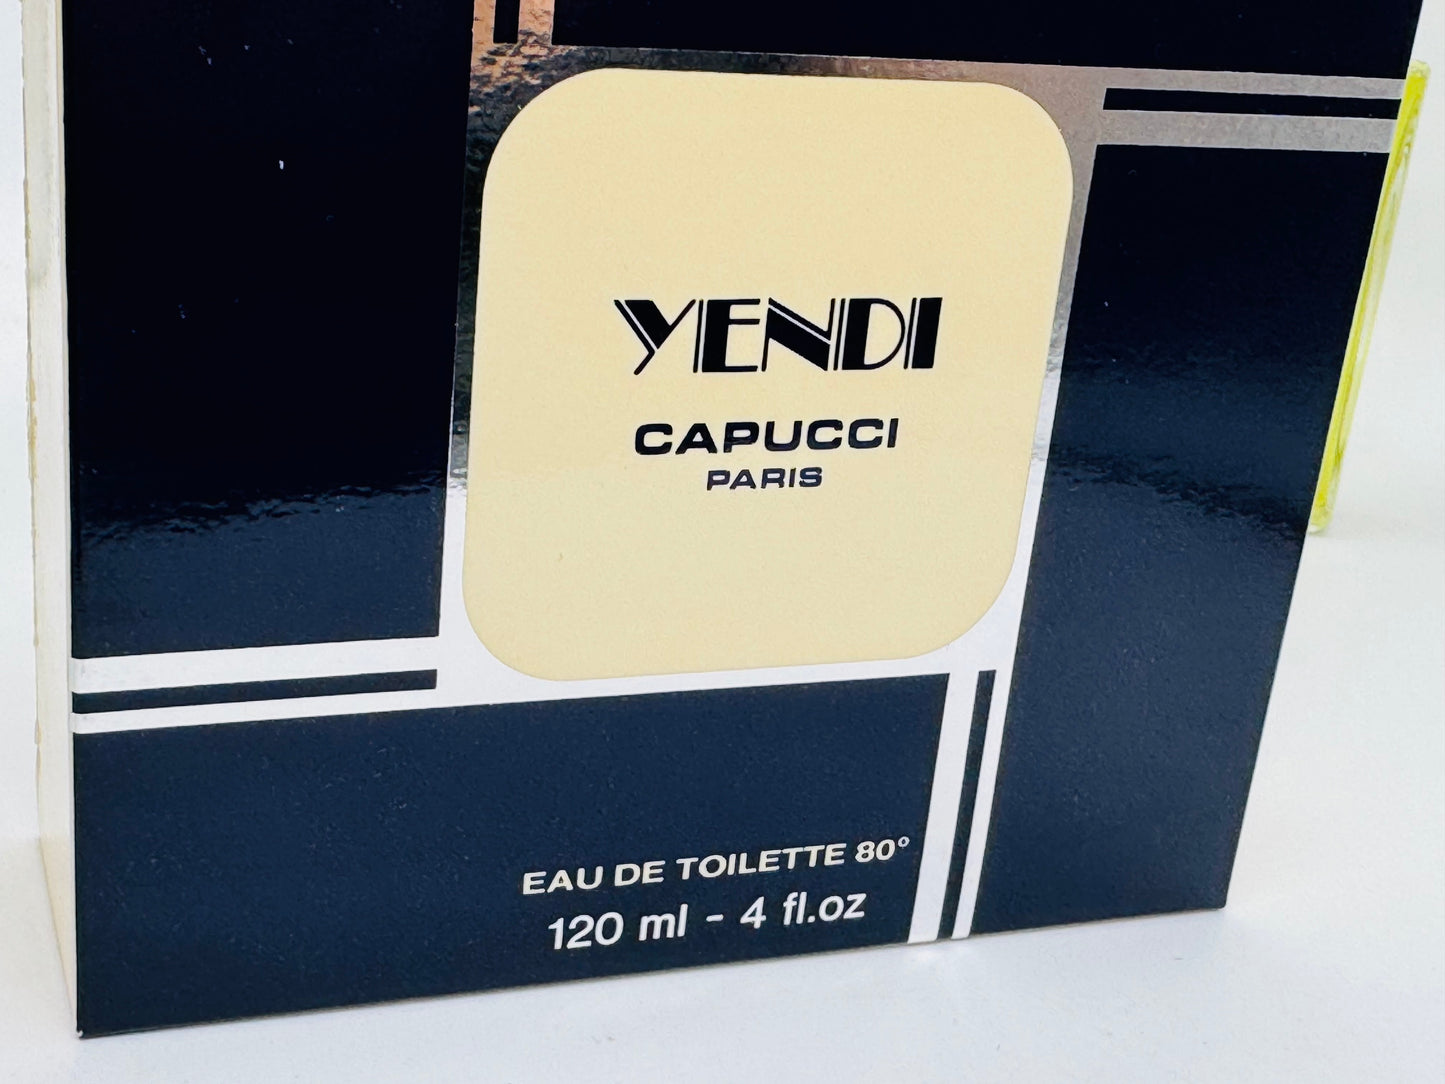 YENDI
CAPUCCI
PARIS
EAU DE TOILETTE 80°
120 ml - 4 fl.oz